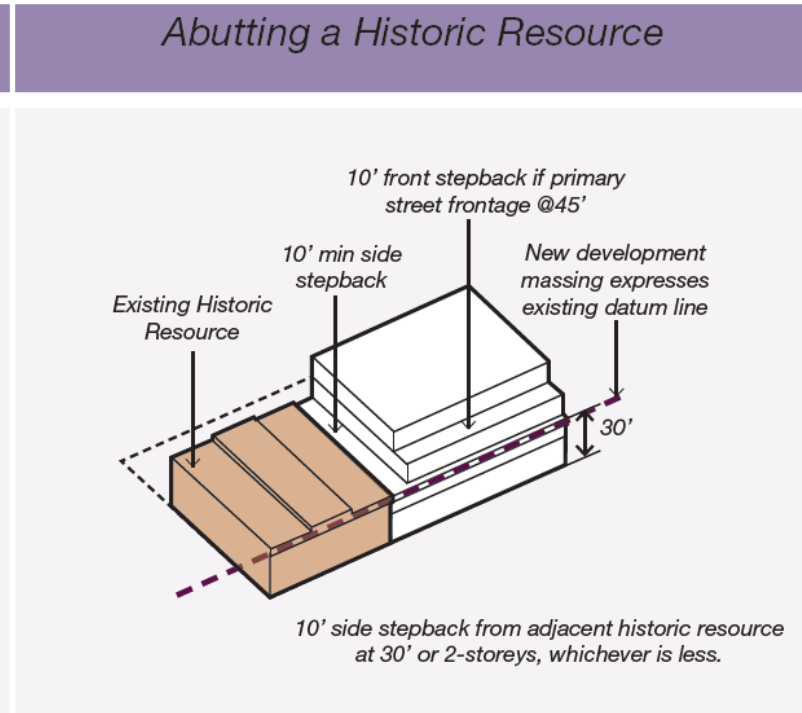 Abutting a Historic Resource
10’ front stepback if primary
street frontage @45’
10’ min side
stepback
New development
massing expresses
existing datum line
Existing Historic
Resource
30’
10’ side stepback from adjacent historic resource
at 30’ or 2-storeys, whichever is less.